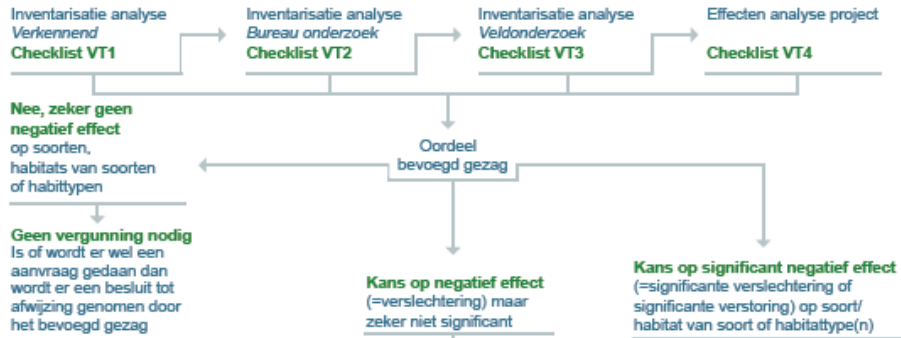 Inventarisatie analyse
Verkennend
Checklist VT1
Inventarisatie analyse
Bureau onderzoek
Checklist VT2
Inventarisatie analyse
Veldonderzoek
Checklist VT3
Effecten analyse project
Checklist VT4
Oordeel
bevoegd gezag
Nee, zeker geen
negatief effect
op soorten,
habitats van soorten
of habittypen
Geen vergunning nodig
Is of wordt er wel een
aanvraag gedaan dan
wordt er een besluit tot
afwijzing genomen door
het bevoegd gezag
Kans op negatief effect
(=verslechtering) maar
zeker niet significant
Kans op significant negatief effect
(=significante verslechtering of
significante verstoring) op soort/
habitat van soort of habitattype(n)